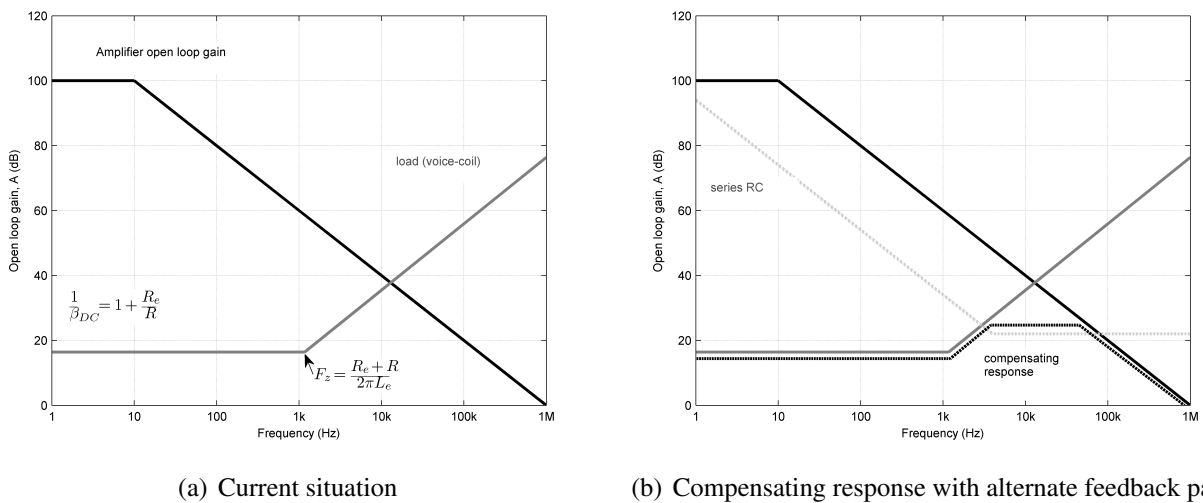 120
100
80
60
40
20
0
Open loop gain, A (dB)
Amplifier open loop gain
load (voice-coil)
1/β_DC = 1 + R_e/R
F_z = (R_e + R)/(2πL_e)
1 10 100 1k 10k 100k 1M
Frequency (Hz)
(a) Current situation
120
100
80
60
40
20
0
Open loop gain, A (dB)
series RC
compensating
response
1 10 100 1k 10k 100k 1M
Frequency (Hz)
(b) Compensating response with alternate feedback pa